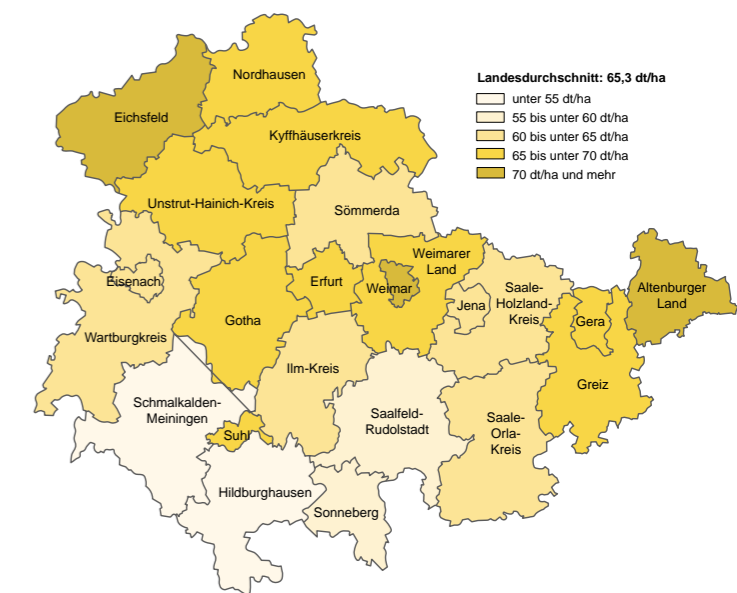 Landesdurchschnitt: 65,3 dt/ha
unter 55 dt/ha
55 bis unter 60 dt/ha
60 bis unter 65 dt/ha
65 bis unter 70 dt/ha
70 dt/ha und mehr
Nordhausen
Eichsfeld
Kyffhäuserkreis
Unstrut-Hainich-Kreis
Sömmerda
Weimarer
Land
Eisenach
Erfurt
Weimar
Saale-
Holzland-
Kreis
Jena
Altenburger
Land
Gotha
Gera
Wartburgkreis
Ilm-Kreis
Greiz
Schmalkalden-
Meiningen
Saalfeld-
Rudolstadt
Saale-
Orla-
Kreis
Suhl
Hildburghausen
Sonneberg